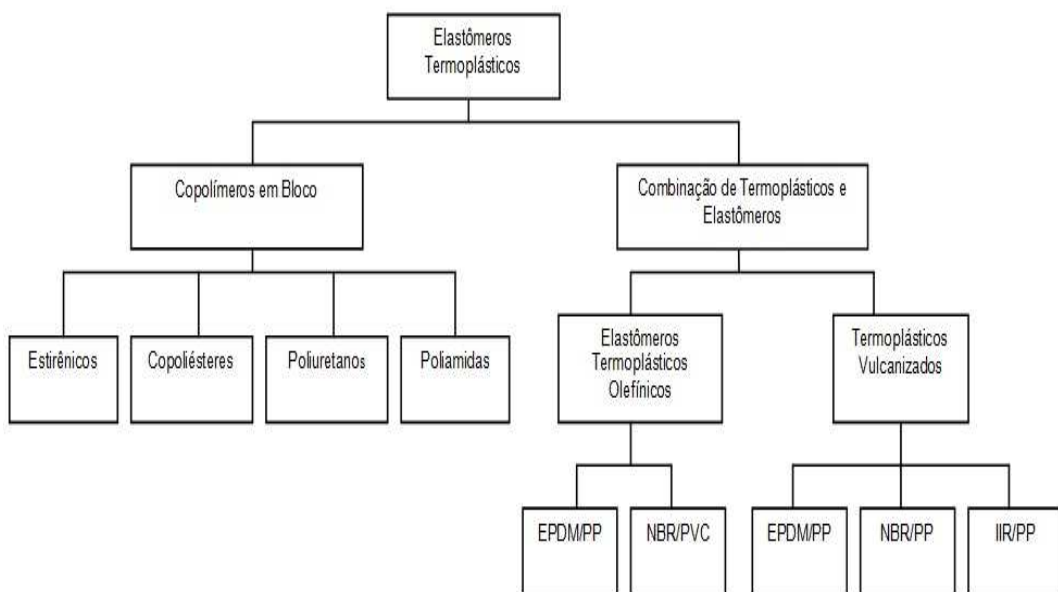 Elastômeros
Termoplásticos
Copolímeros em Bloco
Combinação de Termoplásticos e
Elastômeros
Estirênicos
Copoliésteres
Poliuretanos
Poliamidas
Elastômeros
Termoplásticos
Olefínicos
Termoplásticos
Vulcanizados
EPDM/PP
NBR/PVC
EPDM/PP
NBR/PP
IIR/PP